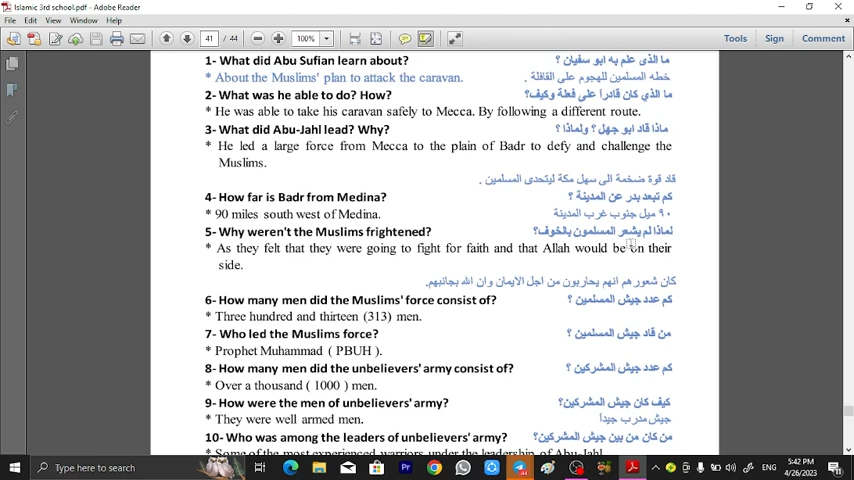 Islamic 3rd school.pdf - Adobe Reader
File Edit View Window Help
41 / 44 100% Tools Sign Comment
1- What did Abu Sufian learn about? ما الذى علم به ابو سفيان ؟
* About the Muslims' plan to attack the caravan. خطه المسلمين للهجوم على القافلة .
2- What was he able to do? How? ما الذي كان قادراً على فعلة وكيف؟
* He was able to take his caravan safely to Mecca. By following a different route.
3- What did Abu-Jahl lead? Why? ماذا قاد ابو جهل ؟ ولماذا ؟
* He led a large force from Mecca to the plain of Badr to defy and challenge the
Muslims.
قاد قوة ضخمة الى سهل مكة ليتحدى المسلمين .
4- How far is Badr from Medina? كم تبعد بدر عن المدينة ؟
* 90 miles south west of Medina. ٩٠ ميل جنوب غرب المدينة
5- Why weren't the Muslims frightened? لماذا لم يشعر المسلمون بالخوف؟
* As they felt that they were going to fight for faith and that Allah would be on their
side.
كان شعورهم انهم يحاربون من اجل الايمان وان الله بجانبهم.
6- How many men did the Muslims' force consist of? كم عدد جيش المسلمين ؟
* Three hundred and thirteen (313) men.
7- Who led the Muslims force? من قاد جيش المسلمين ؟
* Prophet Muhammad ( PBUH ).
8- How many men did the unbelievers' army consist of? كم عدد جيش المشركين ؟
* Over a thousand ( 1000 ) men.
9- How were the men of unbelievers' army? كيف كان جيش المشركين؟
* They were well armed men. جيش مدرب جيداً
10- Who was among the leaders of unbelievers' army? من كان من بين جيش المشركين؟
* Some of the most experienced warriors under the leadership of Abu-Jahl.
Type here to search
5:42 PM
4/26/2023